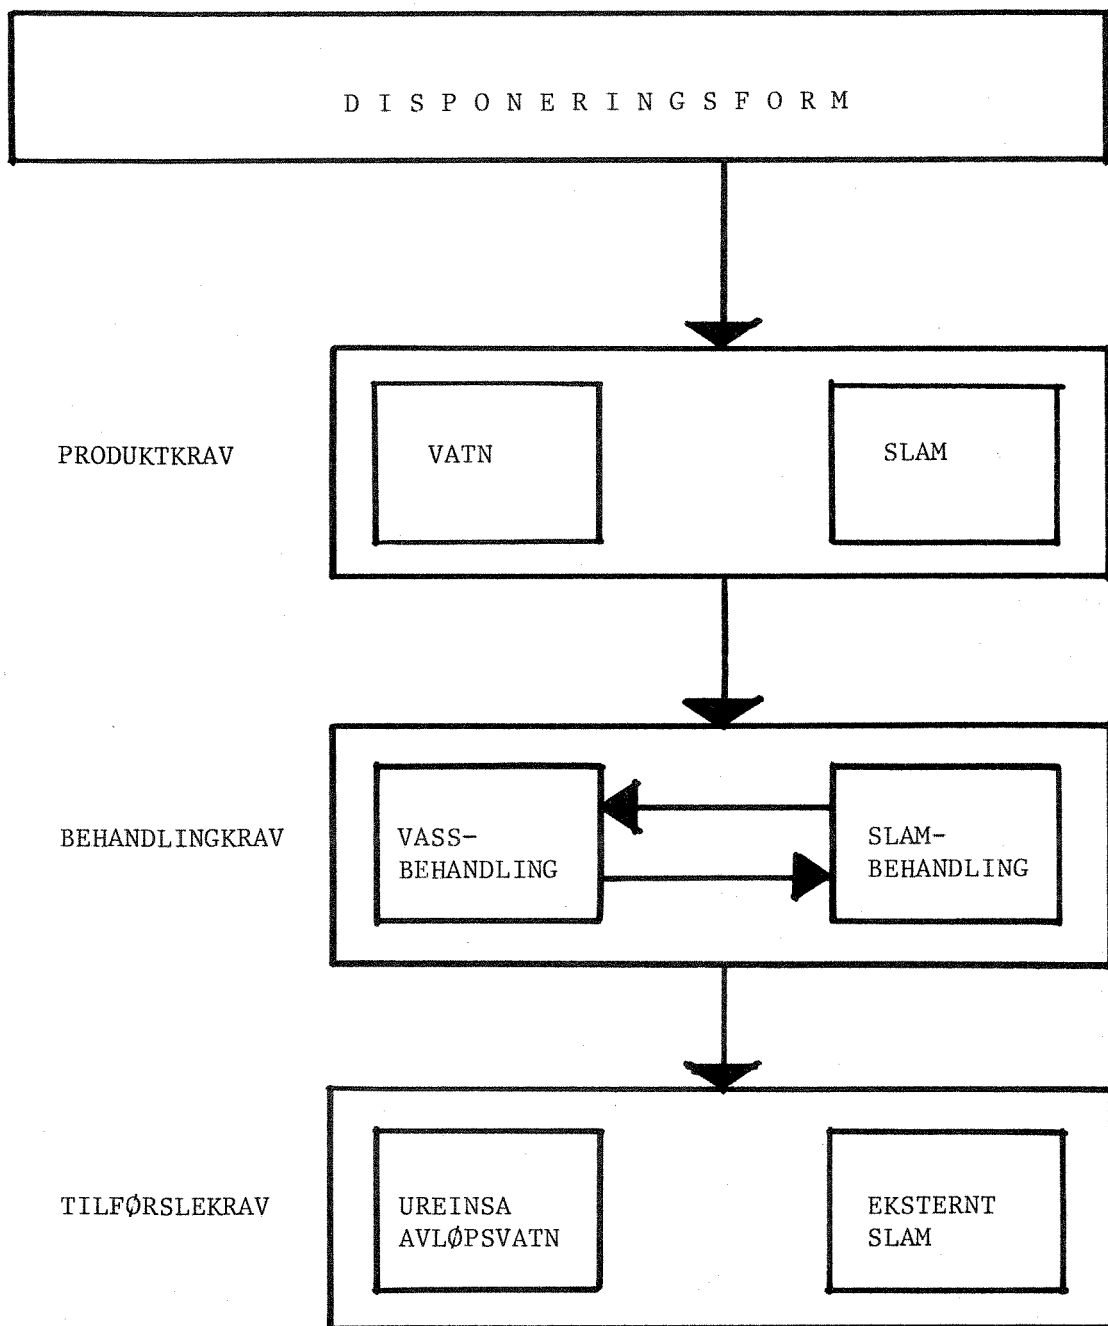 D I S P O N E R I N G S F O R M
PRODUKTKRAV
VATN
SLAM
BEHANDLINGKRAV
VASS-
BEHANDLING
SLAM-
BEHANDLING
TILFØRSLEKRAV
UREINSA
AVLØPSVATN
EKSTERNT
SLAM